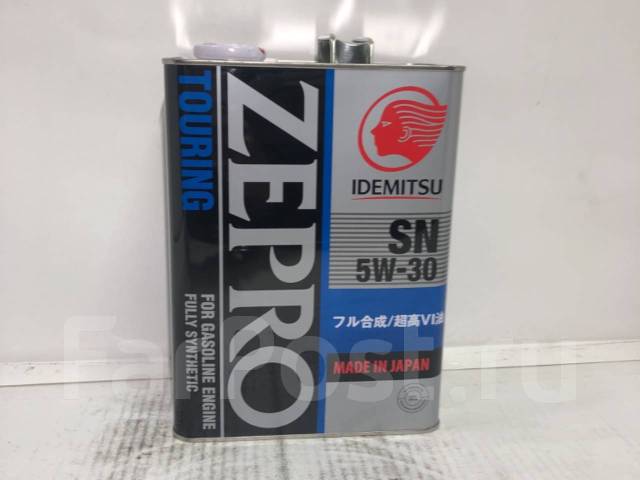 ZEPRO
TOURING
FOR GASOLINE ENGINE
FULLY SYNTHETIC
IDEMITSU
SN
5W-30
フル合成/超高VI油
MADE IN JAPAN
FarPost.ru